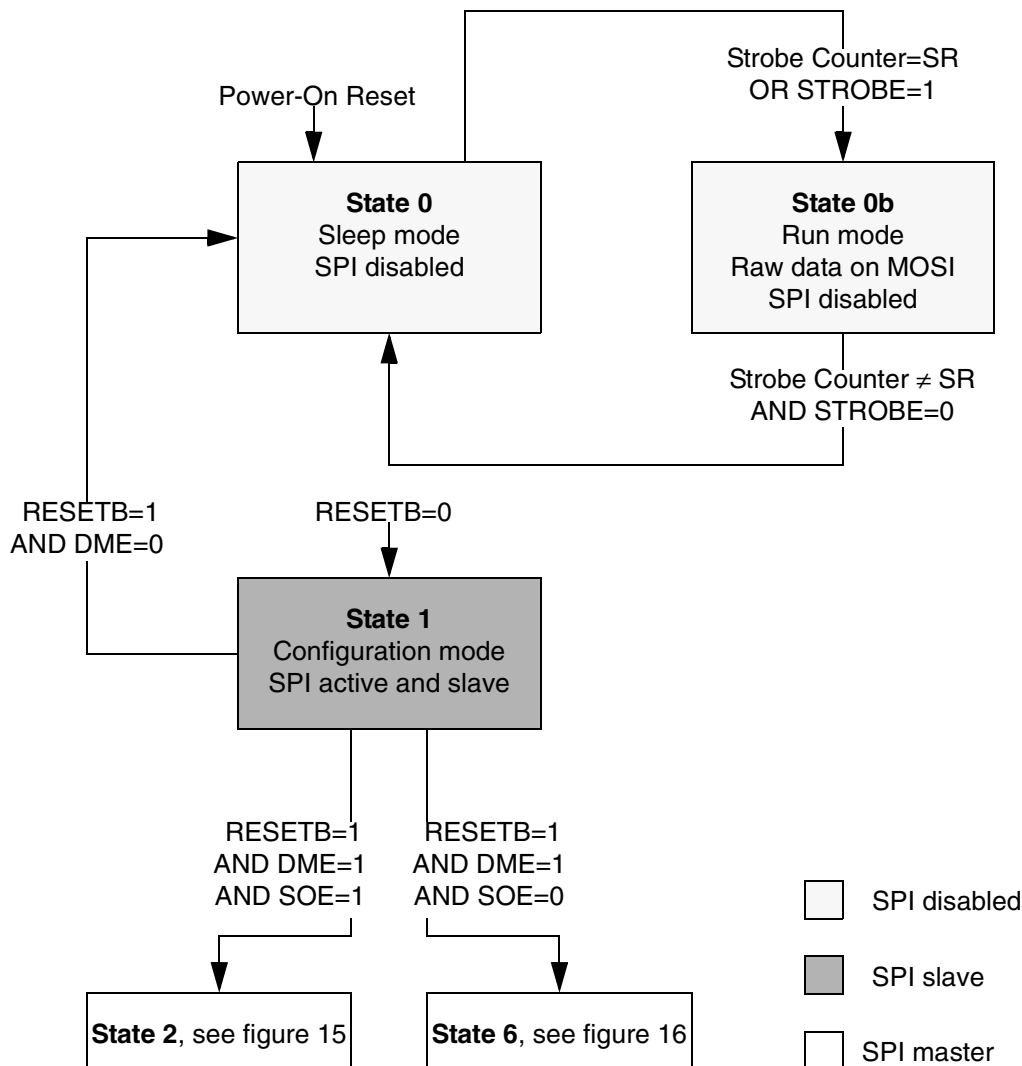 Strobe Counter=SR
OR STROBE=1
Power-On Reset
State 0
Sleep mode
SPI disabled
State 0b
Run mode
Raw data on MOSI
SPI disabled
Strobe Counter ≠ SR
AND STROBE=0
RESETB=1
AND DME=0
RESETB=0
State 1
Configuration mode
SPI active and slave
RESETB=1
AND DME=1
AND SOE=1
RESETB=1
AND DME=1
AND SOE=0
State 2, see figure 15
State 6, see figure 16
SPI disabled
SPI slave
SPI master